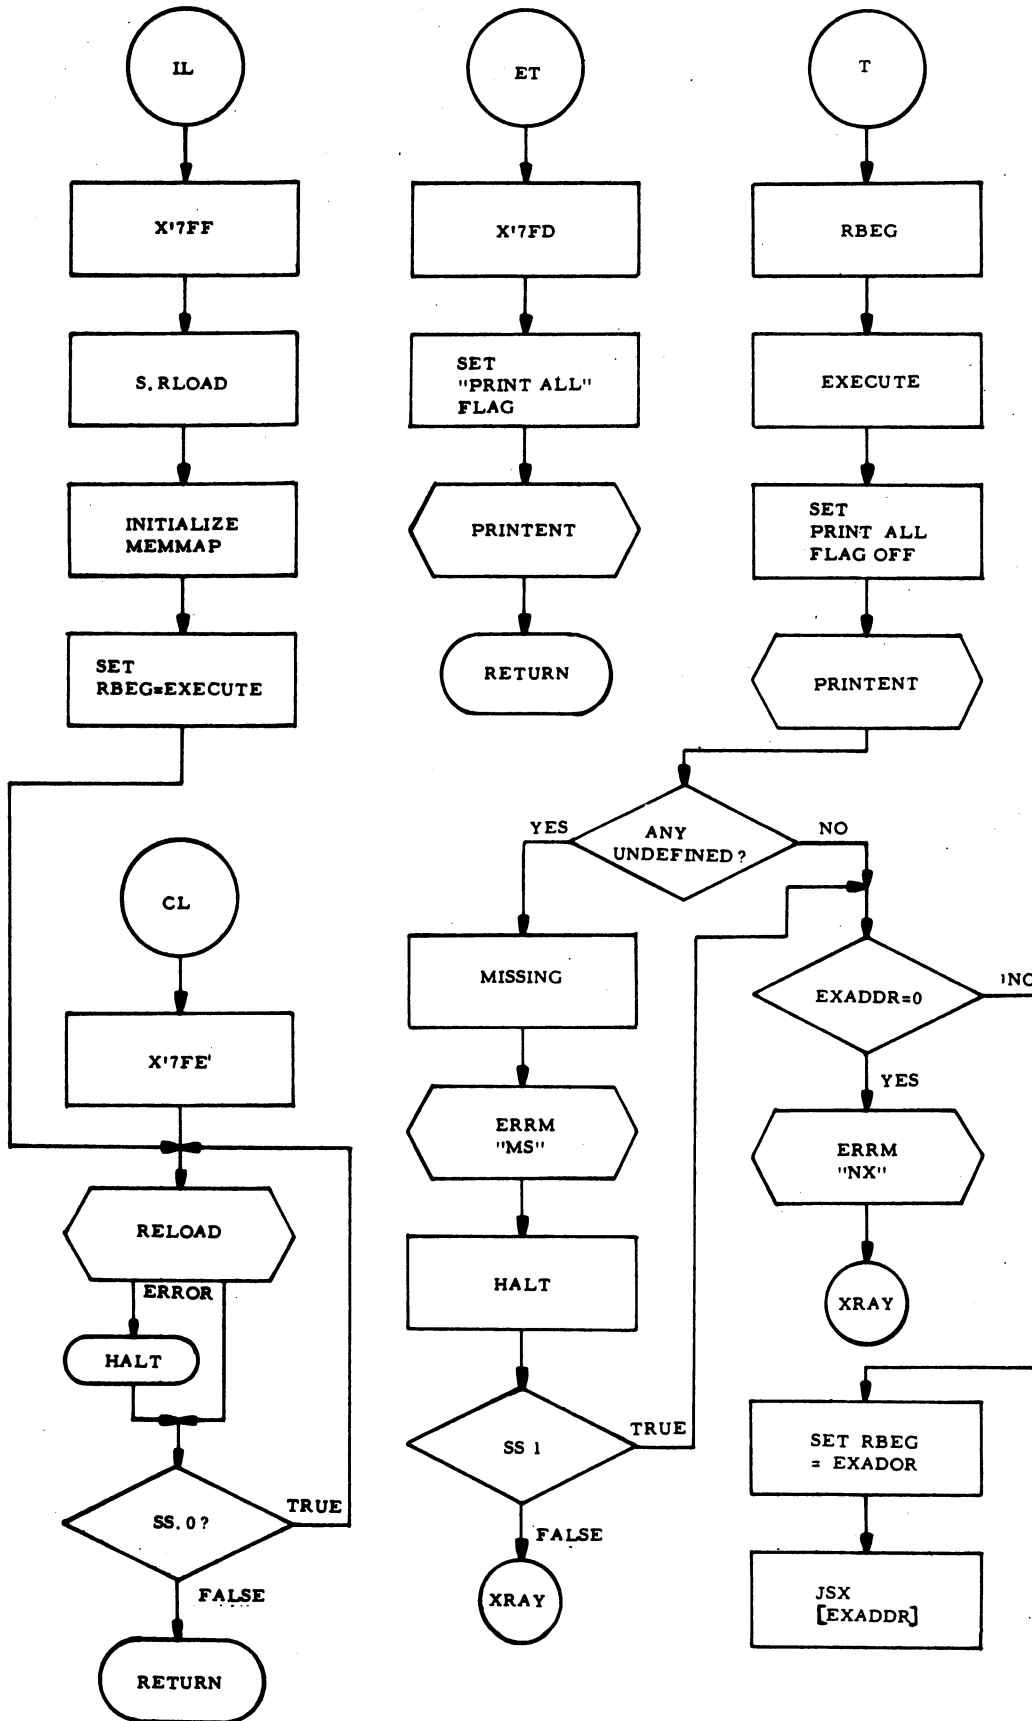 IL
X'7FF
S.RLOAD
INITIALIZE
MEMMAP
SET
RBEG=EXECUTE
CL
X'7FE'
RELOAD
ERROR
HALT
SS.0?
TRUE
FALSE
RETURN
ET
X'7FD
SET
"PRINT ALL"
FLAG
PRINTENT
RETURN
T
RBEG
EXECUTE
SET
PRINT ALL
FLAG OFF
PRINTENT
ANY
UNDEFINED?
YES
NO
MISSING
ERRM
"MS"
HALT
SS 1
TRUE
FALSE
XRAY
EXADDR=0
NO
YES
ERRM
"NX"
XRAY
SET RBEG
= EXADOR
JSX
[EXADDR]